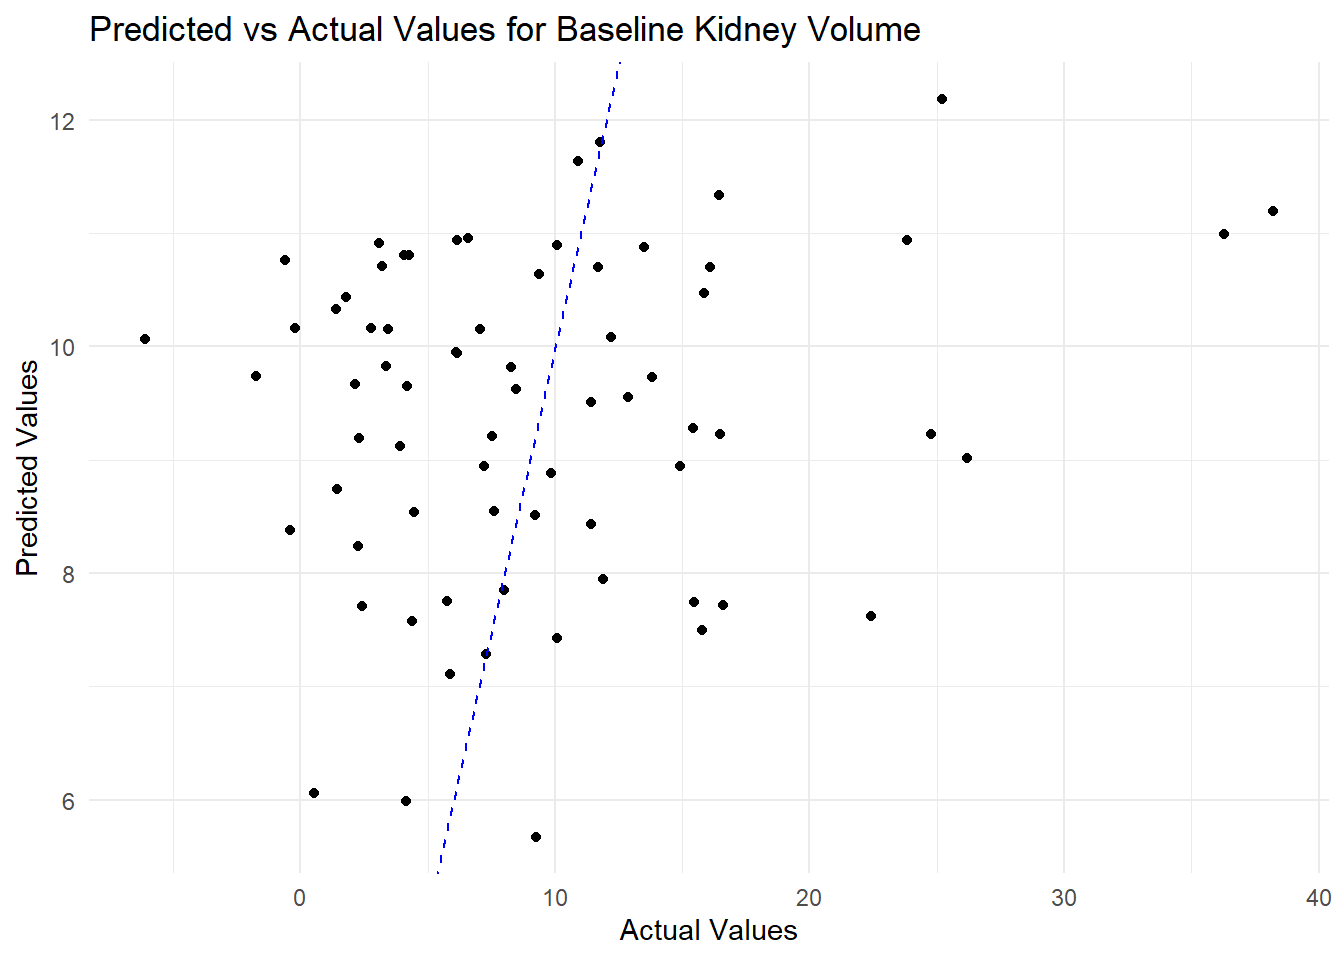 Predicted vs Actual Values for Baseline Kidney Volume
12
10
8
6
Predicted Values
0 10 20 30 40
Actual Values